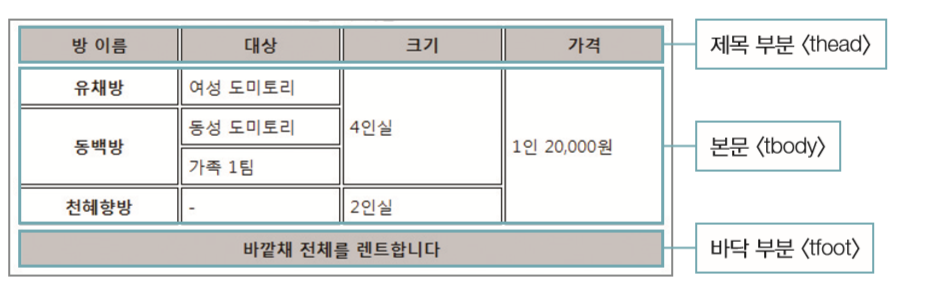 방 이름 대상 크기 가격
제목 부분 〈thead〉
유채방 여성 도미토리
동백방 동성 도미토리 4인실 1인 20,000원
가족 1팀
본문 〈tbody〉
천혜향방 - 2인실
바깥채 전체를 렌트합니다
바닥 부분 〈tfoot〉